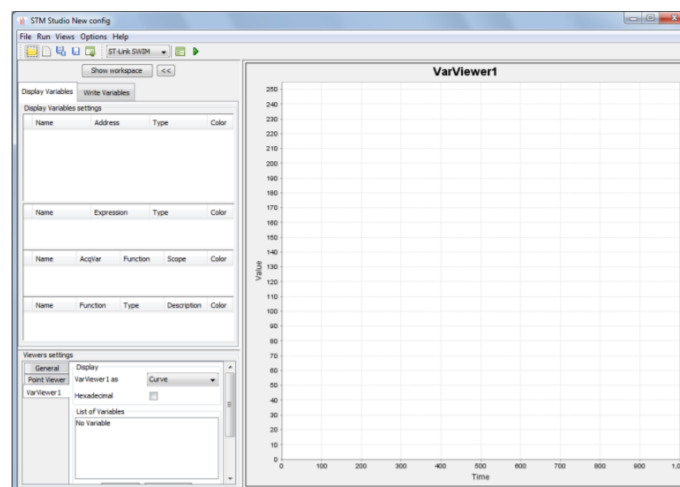 STM Studio New config
File Run Views Options Help
ST-Link SWIM
Show workspace <<
Display Variables Write Variables
Display Variables settings
Name Address Type Color
Name Expression Type Color
Name AcqVar Function Scope Color
Name Function Type Description Color
Viewers settings
General
Point Viewer
VarViewer1
Display
VarViewer1 as Curve
Hexadecimal
List of Variables
No Variable
VarViewer1
Value
250
240
230
220
210
200
190
180
170
160
150
140
130
120
110
100
90
80
70
60
50
40
30
20
10
0
0 100 200 300 400 500 600 700 800 900
Time